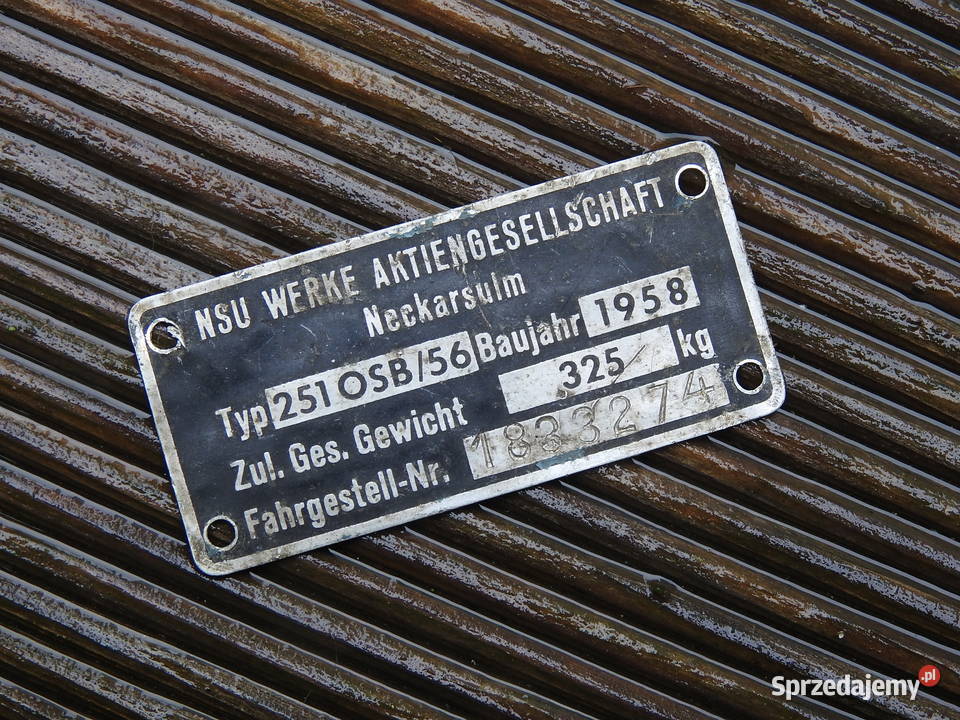 NSU WERKE AKTIENGESELLSCHAFT
Neckarsulm
Typ 251 OSB/56 Baujahr 1958
Zul. Ges. Gewicht 325 kg
Fahrgestell-Nr. 1833274
Sprzedajemy.pl